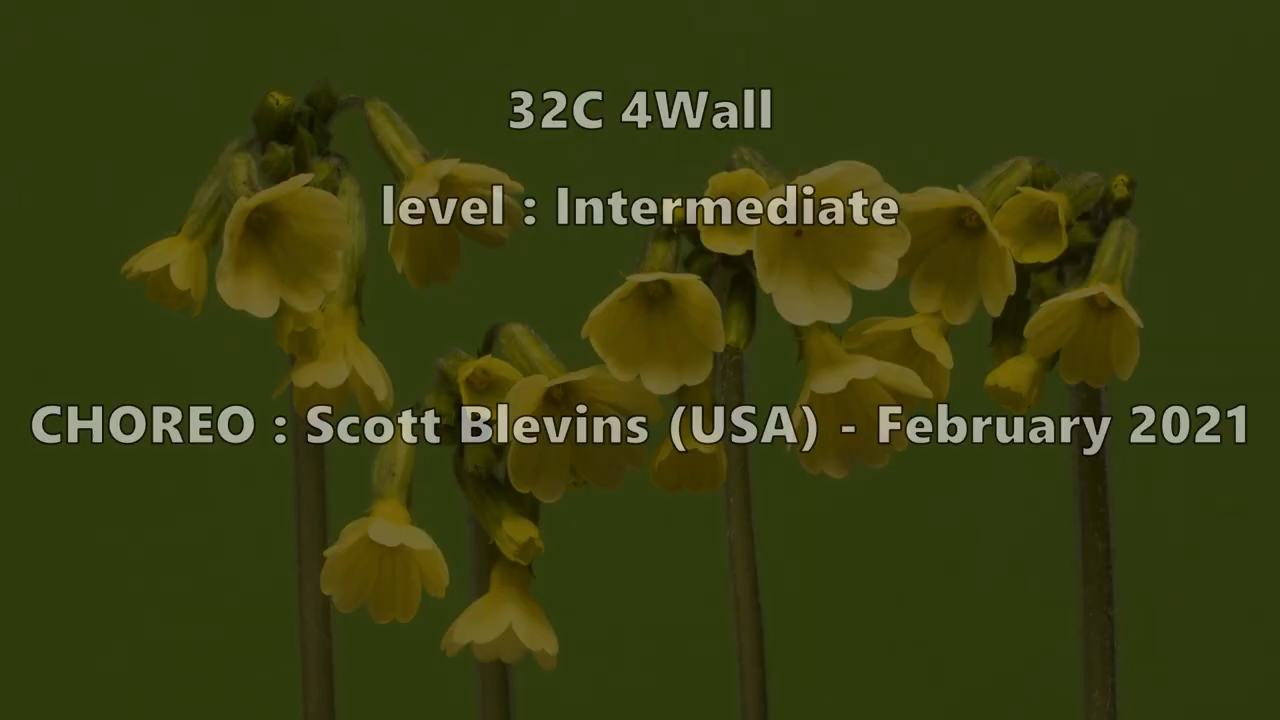 32C 4Wall
level : Intermediate
CHOREO : Scott Blevins (USA) - February 2021